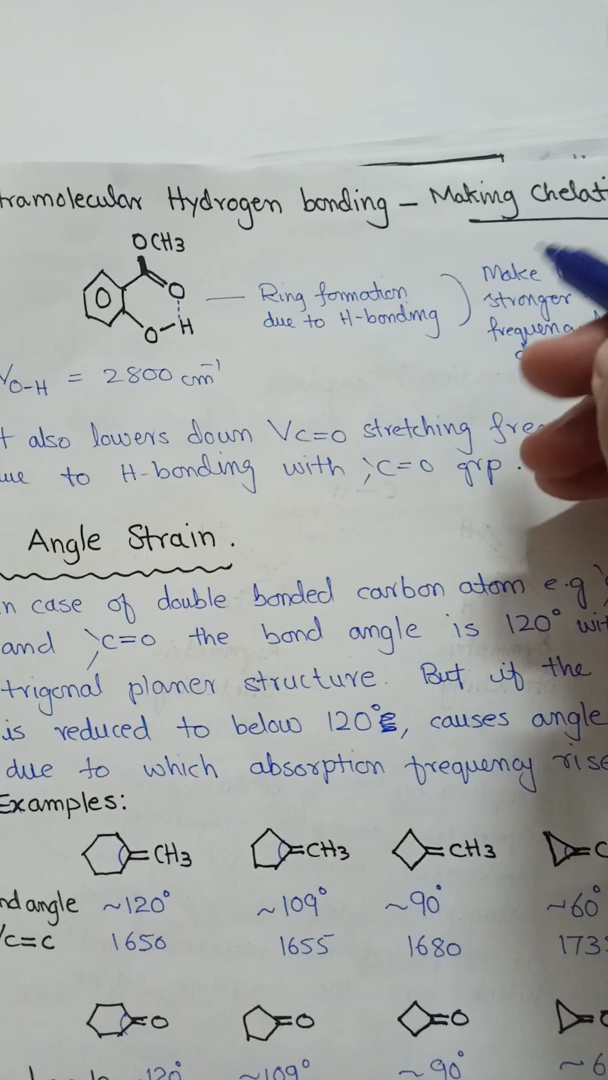 tramolecular Hydrogen bonding – Making Chelati
OCH3
O
O–H
O
Ring formation
due to H-bonding
Make
stronger
frequen
νO-H = 2800 cm⁻¹
t also lowers down νC=O stretching fre
ue to H-bonding with >C=O grp.
Angle Strain.
n case of double bonded carbon atom e.g
and >C=O the bond angle is 120° wit
trigonal planer structure. But if the
is reduced to below 120°, causes angle
due to which absorption frequency rise
Examples:
=CH3 =CH3 =CH3 =C
nd angle ~120° ~109° ~90° ~60°
νC=C 1650 1655 1680 173
=O =O =O
120° ~109° ~90° ~6